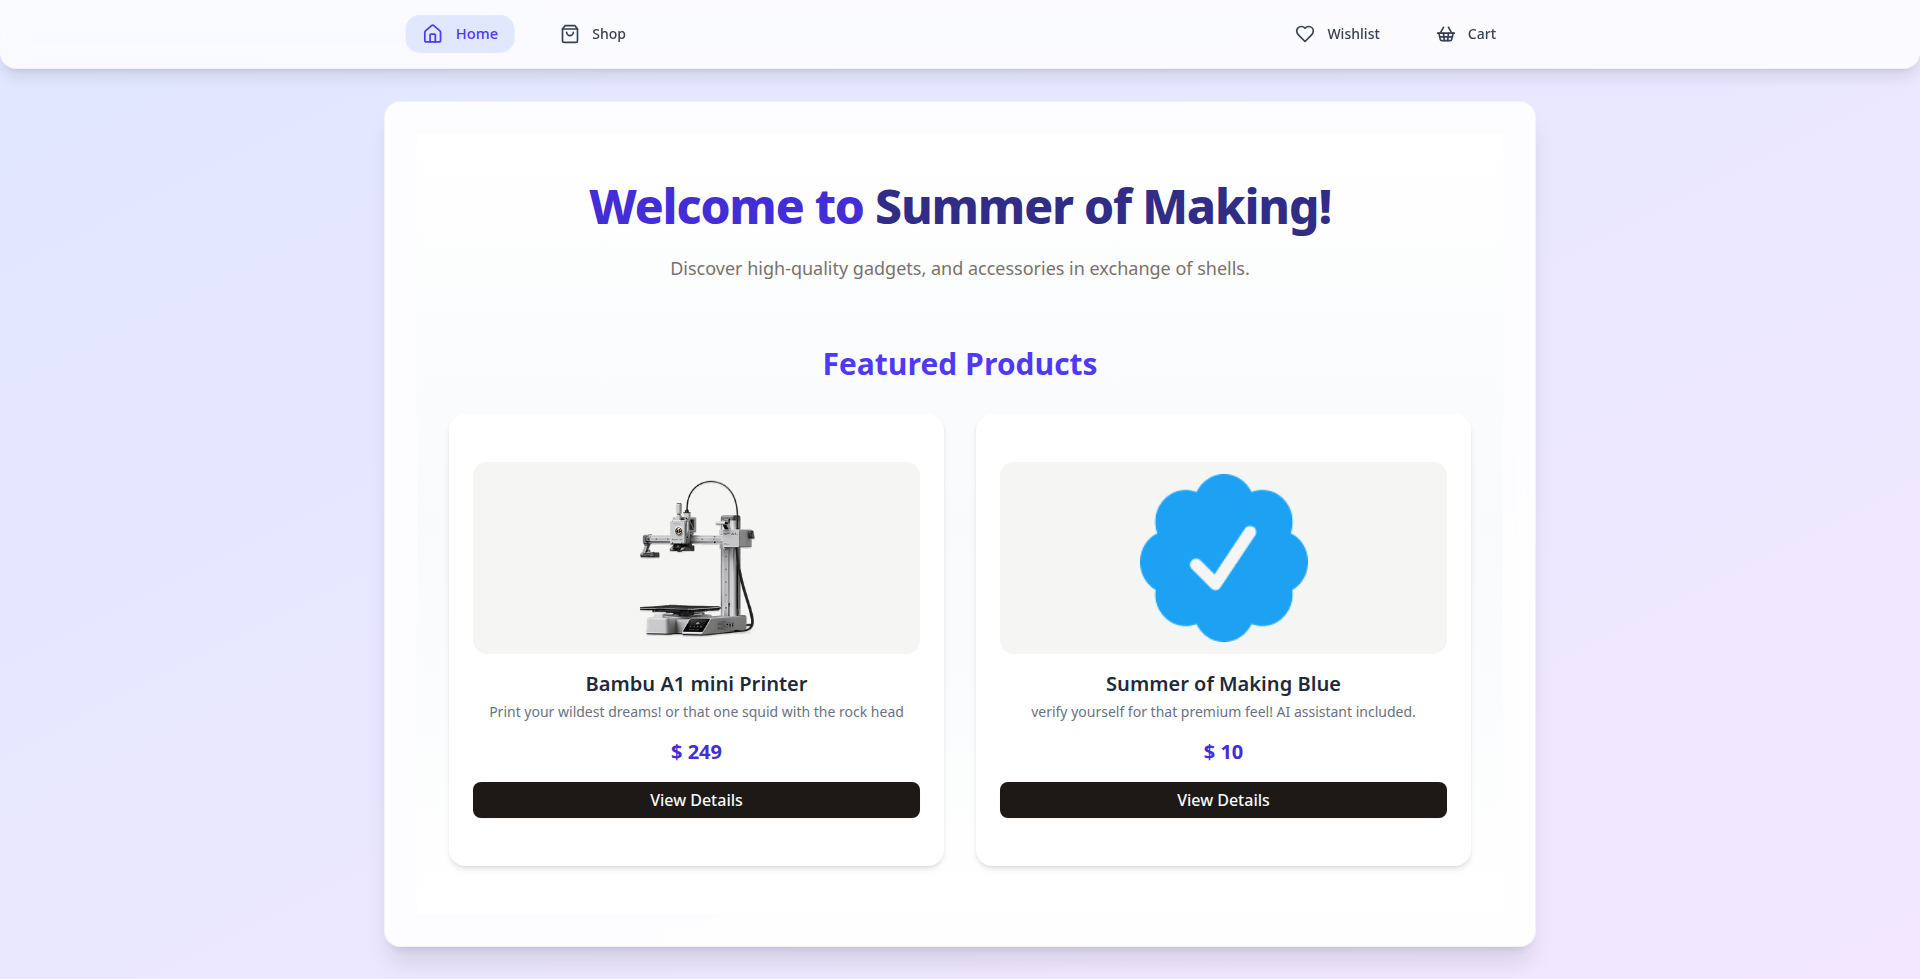 Home
Shop
Wishlist
Cart
Welcome to Summer of Making!
Discover high-quality gadgets, and accessories in exchange of shells.
Featured Products
Bambu A1 mini Printer
Print your wildest dreams! or that one squid with the rock head
$ 249
View Details
Summer of Making Blue
verify yourself for that premium feel! AI assistant included.
$ 10
View Details